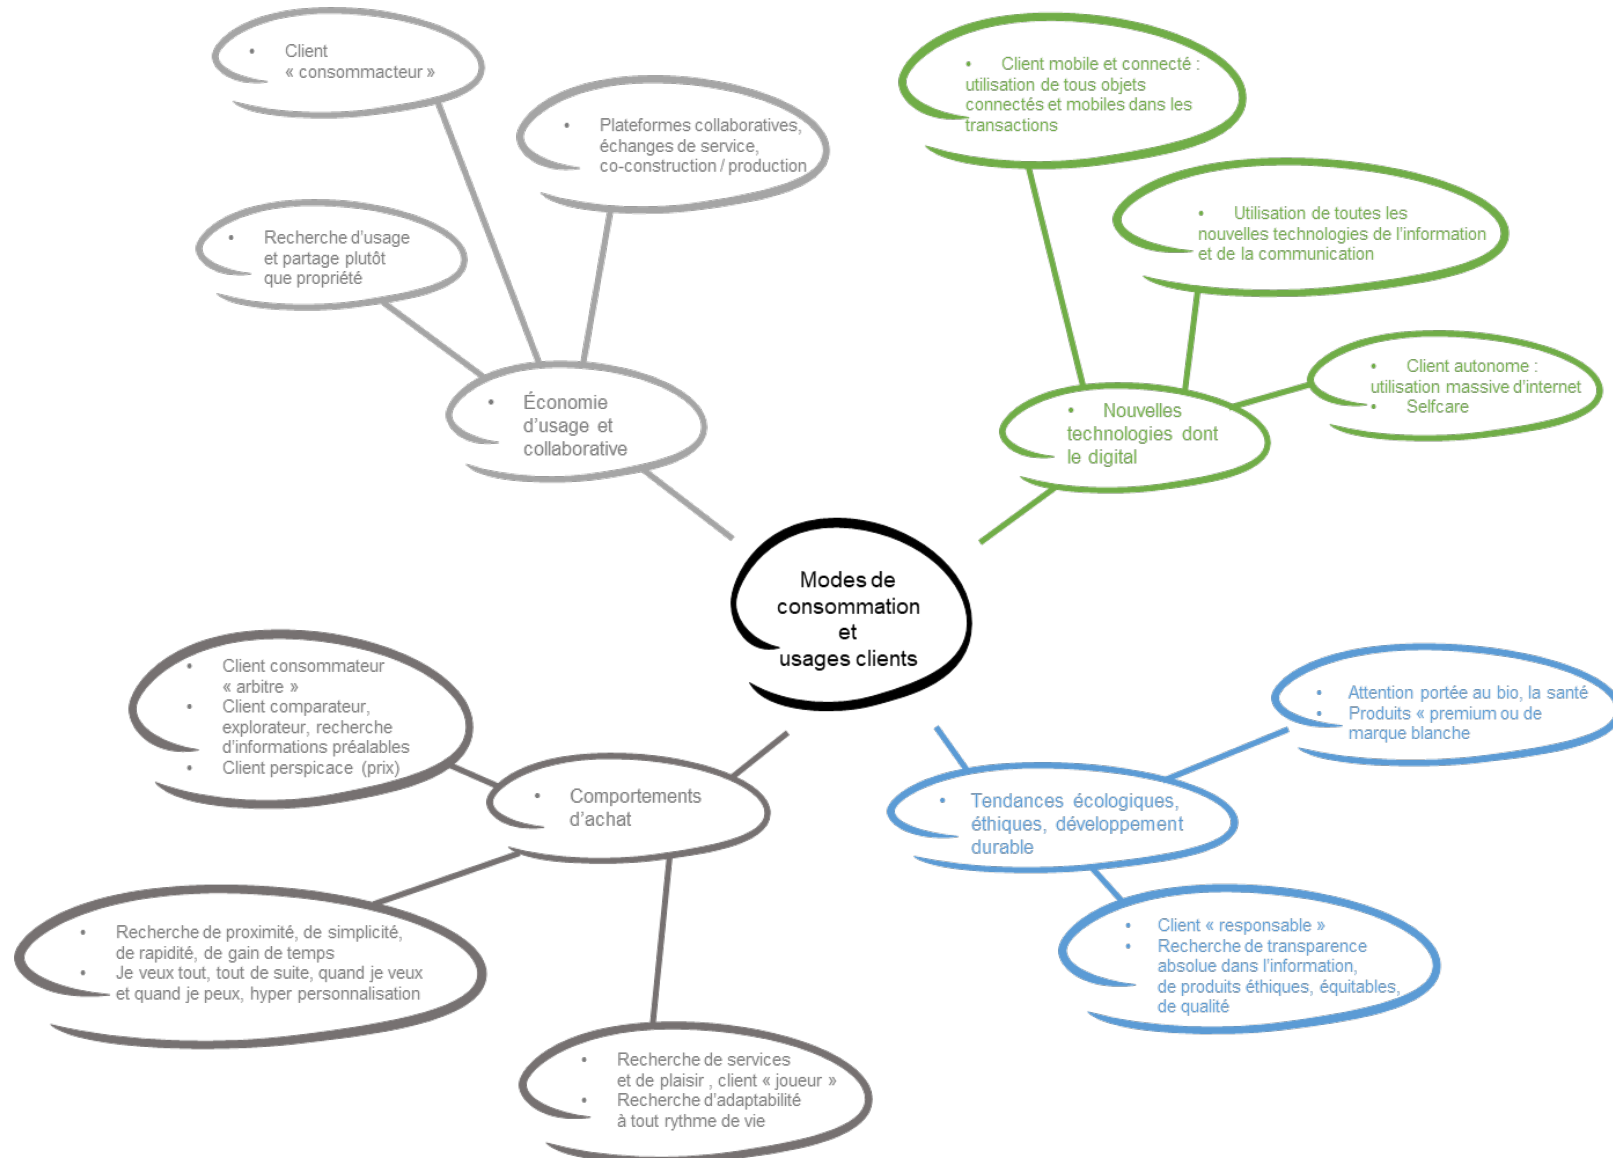 • Client
« consommacteur »
• Plateformes collaboratives,
échanges de service,
co-construction / production
• Recherche d’usage
et partage plutôt
que propriété
• Économie
d’usage et
collaborative
• Client mobile et connecté :
utilisation de tous objets
connectés et mobiles dans les
transactions
• Utilisation de toutes les
nouvelles technologies de l’information
et de la communication
• Client autonome :
utilisation massive d’internet
• Selfcare
• Nouvelles
technologies dont
le digital
Modes de
consommation
et
usages clients
• Client consommateur
« arbitre »
• Client comparateur,
explorateur, recherche
d’informations préalables
• Client perspicace (prix)
• Comportements
d’achat
• Recherche de proximité, de simplicité,
de rapidité, de gain de temps
• Je veux tout, tout de suite, quand je veux
et quand je peux, hyper personnalisation
• Recherche de services
et de plaisir , client « joueur »
• Recherche d’adaptabilité
à tout rythme de vie
• Attention portée au bio, la santé
• Produits « premium ou de
marque blanche
• Tendances écologiques,
éthiques, développement
durable
• Client « responsable »
• Recherche de transparence
absolue dans l’information,
de produits éthiques, équitables,
de qualité